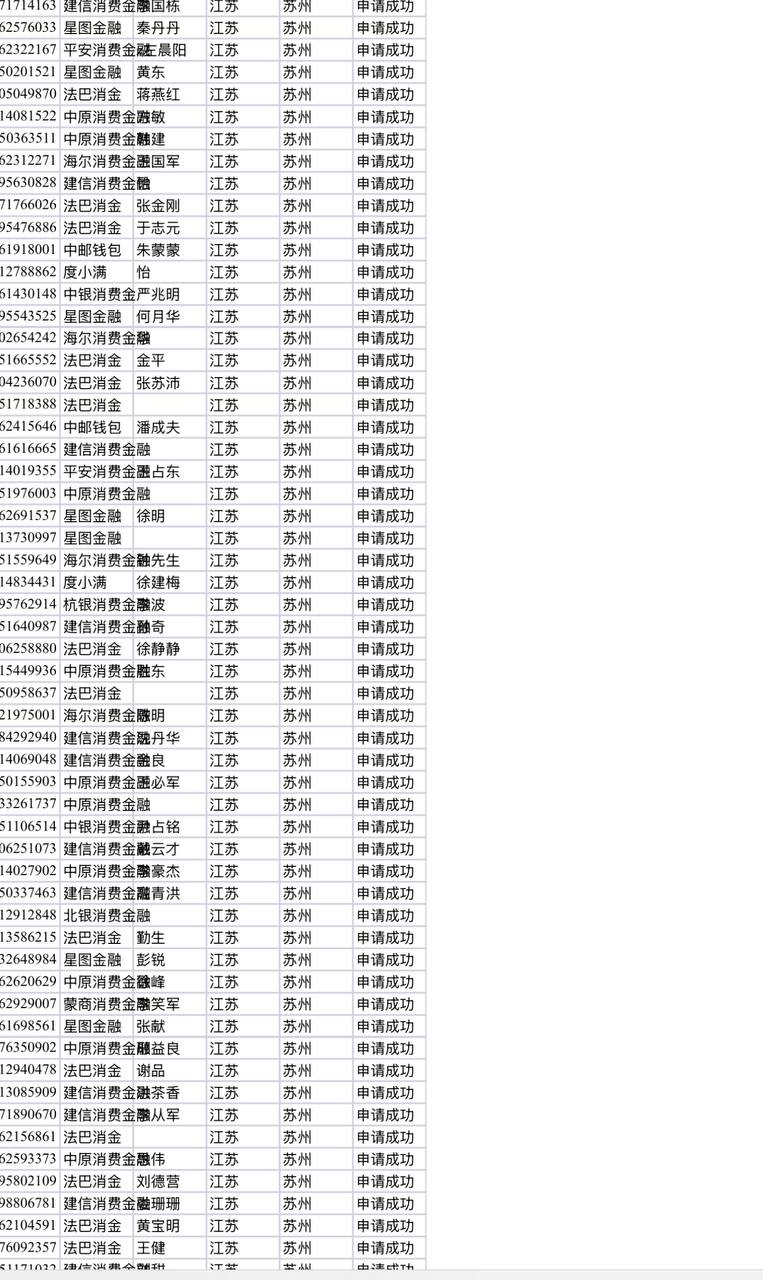 71714163 建信消费金融 国栋 江苏 苏州 申请成功
62576033 星图金融 秦丹丹 江苏 苏州 申请成功
62322167 平安消费金融 晨阳 江苏 苏州 申请成功
50201521 星图金融 黄东 江苏 苏州 申请成功
05049870 法巴消金 蒋燕红 江苏 苏州 申请成功
14081522 中原消费金融 敏 江苏 苏州 申请成功
50363511 中原消费金融 建 江苏 苏州 申请成功
62312271 海尔消费金融 国军 江苏 苏州 申请成功
95630828 建信消费金融 江苏 苏州 申请成功
71766026 法巴消金 张金刚 江苏 苏州 申请成功
95476886 法巴消金 于志元 江苏 苏州 申请成功
61918001 中邮钱包 朱蒙蒙 江苏 苏州 申请成功
12788862 度小满 怡 江苏 苏州 申请成功
61430148 中银消费金 严兆明 江苏 苏州 申请成功
95543525 星图金融 何月华 江苏 苏州 申请成功
02654242 海尔消费金融 江苏 苏州 申请成功
51665552 法巴消金 金平 江苏 苏州 申请成功
04236070 法巴消金 张苏沛 江苏 苏州 申请成功
51718388 法巴消金 江苏 苏州 申请成功
62415646 中邮钱包 潘成夫 江苏 苏州 申请成功
61616665 建信消费金融 江苏 苏州 申请成功
14019355 平安消费金融 占东 江苏 苏州 申请成功
51976003 中原消费金融 江苏 苏州 申请成功
62691537 星图金融 徐明 江苏 苏州 申请成功
13730997 星图金融 江苏 苏州 申请成功
51559649 海尔消费金融 先生 江苏 苏州 申请成功
14834431 度小满 徐建梅 江苏 苏州 申请成功
95762914 杭银消费金融 波 江苏 苏州 申请成功
51640987 建信消费金融 奇 江苏 苏州 申请成功
06258880 法巴消金 徐静静 江苏 苏州 申请成功
15449936 中原消费金融 东 江苏 苏州 申请成功
50958637 法巴消金 江苏 苏州 申请成功
21975001 海尔消费金融 明 江苏 苏州 申请成功
84292940 建信消费金融 丹华 江苏 苏州 申请成功
14069048 建信消费金融 良 江苏 苏州 申请成功
50155903 中原消费金融 必军 江苏 苏州 申请成功
33261737 中原消费金融 江苏 苏州 申请成功
51106514 中银消费金融 占铭 江苏 苏州 申请成功
06251073 建信消费金融 云才 江苏 苏州 申请成功
14027902 中原消费金融 豪杰 江苏 苏州 申请成功
50337463 建信消费金融 青洪 江苏 苏州 申请成功
12912848 北银消费金融 江苏 苏州 申请成功
13586215 法巴消金 勤生 江苏 苏州 申请成功
32648984 星图金融 彭锐 江苏 苏州 申请成功
62620629 中原消费金融 峰 江苏 苏州 申请成功
62929007 蒙商消费金融 笑军 江苏 苏州 申请成功
61698561 星图金融 张献 江苏 苏州 申请成功
76350902 中原消费金融 益良 江苏 苏州 申请成功
12940478 法巴消金 谢品 江苏 苏州 申请成功
13085909 建信消费金融 茶香 江苏 苏州 申请成功
71890670 建信消费金融 从军 江苏 苏州 申请成功
62156861 法巴消金 江苏 苏州 申请成功
62593373 中原消费金融 伟 江苏 苏州 申请成功
95802109 法巴消金 刘德营 江苏 苏州 申请成功
98806781 建信消费金融 珊珊 江苏 苏州 申请成功
62104591 法巴消金 黄宝明 江苏 苏州 申请成功
76092357 法巴消金 王健 江苏 苏州 申请成功
51171032 建信消费金融 江苏 苏州 申请成功